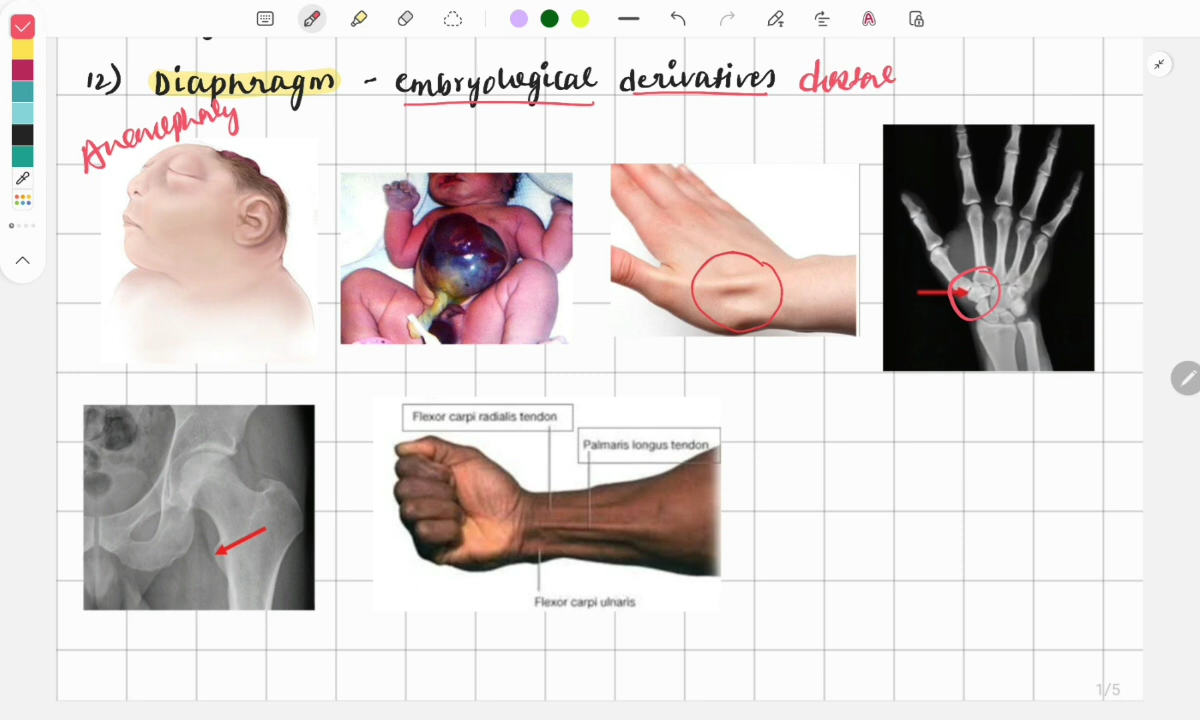 12) Diaphragm - embryological derivatives
Anencephaly
Flexor carpi radialis tendon
Palmaris longus tendon
Flexor carpi ulnaris
1/5